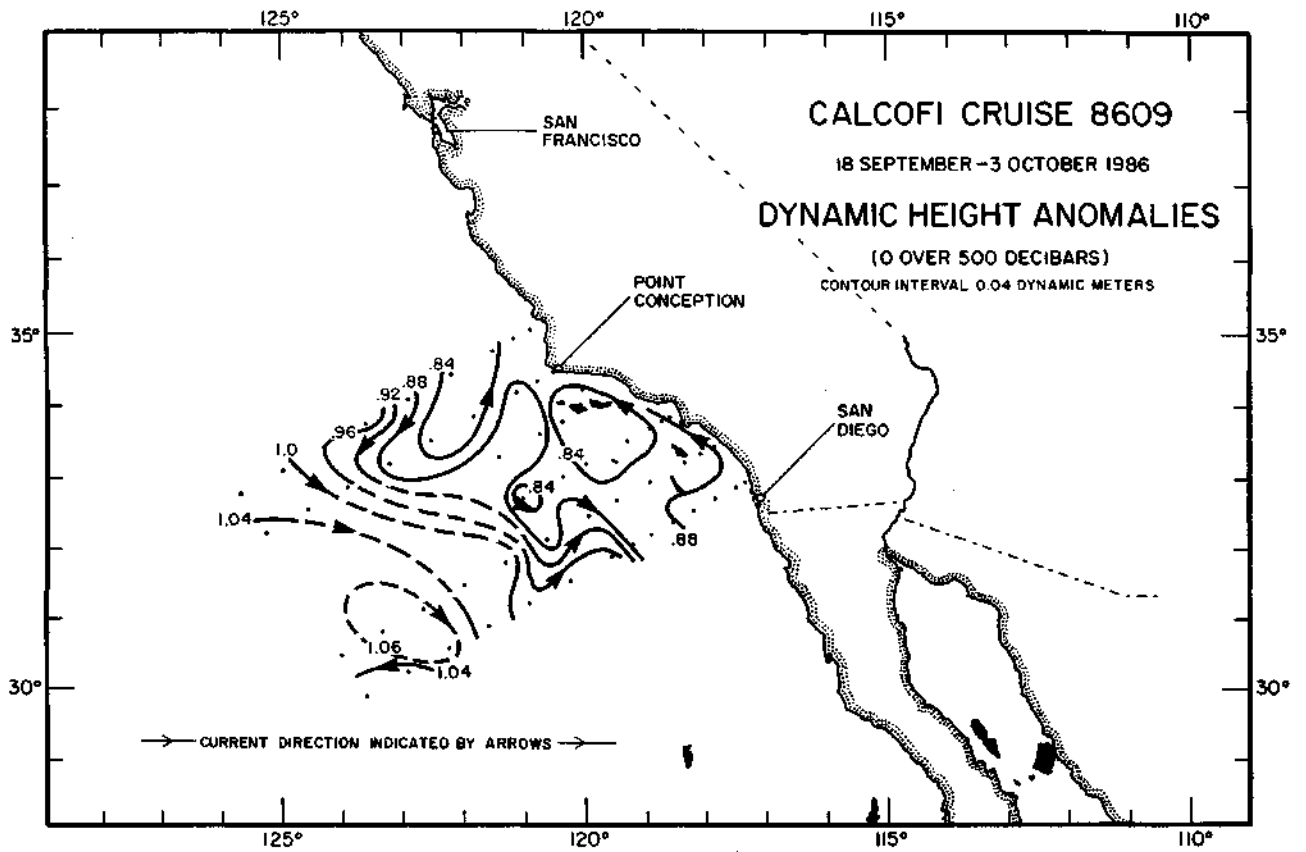 125° 120° 115° 110°
CALCOFI CRUISE 8609
18 SEPTEMBER – 3 OCTOBER 1986
DYNAMIC HEIGHT ANOMALIES
(0 OVER 500 DECIBARS)
CONTOUR INTERVAL 0.04 DYNAMIC METERS
SAN
FRANCISCO
POINT
CONCEPTION
35° 35°
.84
.88
.92
.96
1.0
1.04
SAN
DIEGO
.84
.84
.88
1.06
1.04
30° 30°
CURRENT DIRECTION INDICATED BY ARROWS
125° 120° 115° 110°